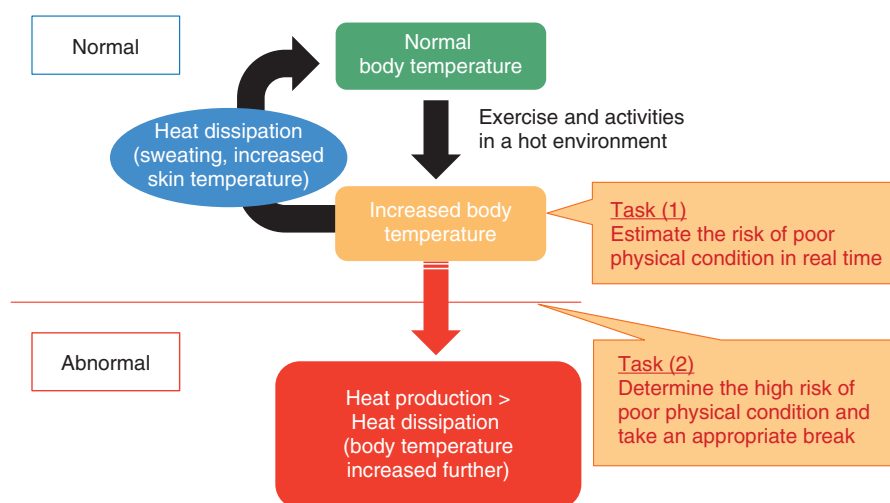 Normal
Normal
body temperature
Exercise and activities
in a hot environment
Heat dissipation
(sweating, increased
skin temperature)
Increased body
temperature
Task (1)
Estimate the risk of poor
physical condition in real time
Abnormal
Heat production >
Heat dissipation
(body temperature
increased further)
Task (2)
Determine the high risk of
poor physical condition and
take an appropriate break